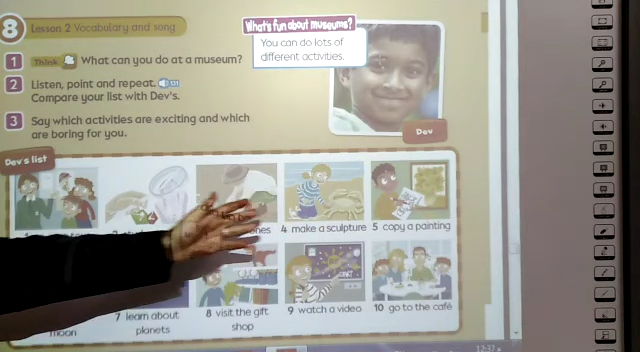 8 Lesson 2 Vocabulary and song
What's fun about museums?
You can do lots of
different activities.
1 Think What can you do at a museum?
2 Listen, point and repeat. 131
Compare your list with Dev's.
3 Say which activities are exciting and which
are boring for you.
Dev
Dev's list
4 make a sculpture
5 copy a painting
7 learn about
planets
8 visit the gift
shop
9 watch a video
10 go to the café
moon
12:37